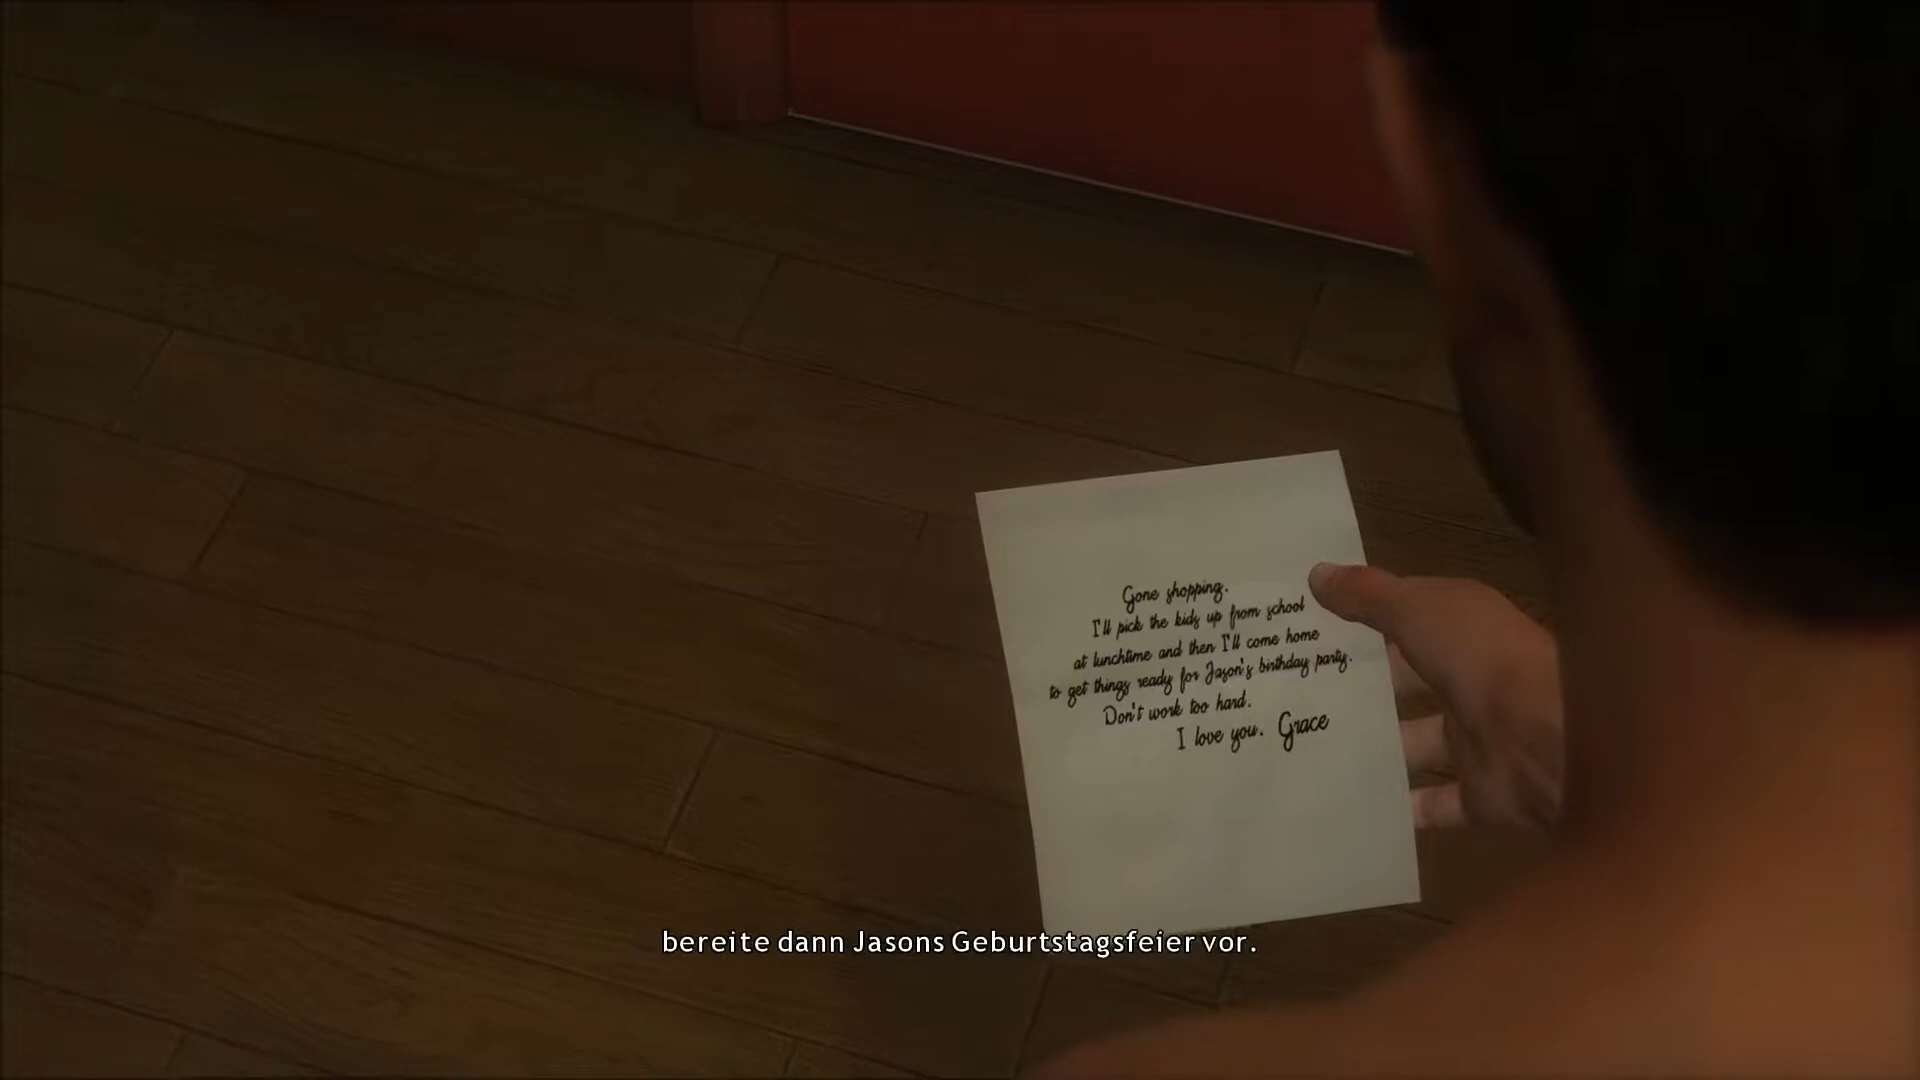 Gone shopping.
I'll pick the kids up from school
at lunchtime and then I'll come home
to get things ready for Jason's birthday party.
Don't work too hard.
I love you. Grace
bereite dann Jasons Geburtstagsfeier vor.